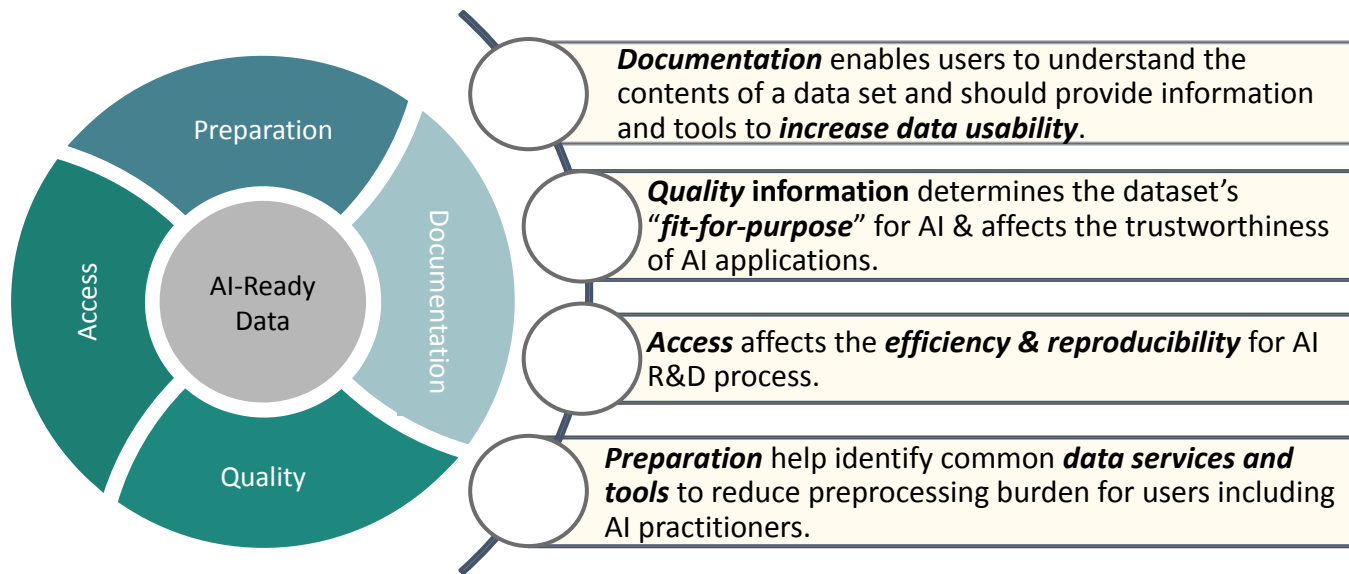 Preparation
Documentation
Access
AI-Ready
Data
Quality
Documentation enables users to understand the
contents of a data set and should provide information
and tools to increase data usability.
Quality information determines the dataset's
“fit-for-purpose” for AI & affects the trustworthiness
of AI applications.
Access affects the efficiency & reproducibility for AI
R&D process.
Preparation help identify common data services and
tools to reduce preprocessing burden for users including
AI practitioners.